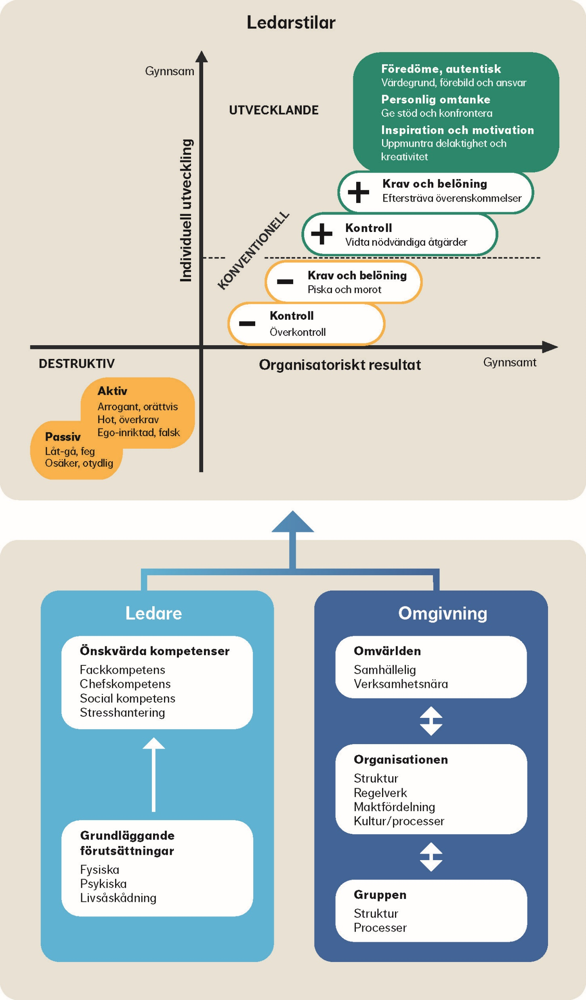 Ledarstilar
Gynnsam
Individuell utveckling
UTVECKLANDE
Föredöme, autentisk
Värdegrund, förebild och ansvar
Personlig omtanke
Ge stöd och konfrontera
Inspiration och motivation
Uppmuntra delaktighet och
kreativitet
+
Krav och belöning
Eftersträva överenskommelser
+
Kontroll
Vidta nödvändiga åtgärder
KONVENTIONELL
–
Krav och belöning
Piska och morot
–
Kontroll
Överkontroll
DESTRUKTIV
Organisatoriskt resultat
Gynnsamt
Aktiv
Arrogant, orättvis
Hot, överkrav
Ego-inriktad, falsk
Passiv
Låt-gå, feg
Osäker, otydlig
Ledare
Önskvärda kompetenser
Fackkompetens
Chefskompetens
Social kompetens
Stresshantering
Grundläggande
förutsättningar
Fysiska
Psykiska
Livsåskådning
Omgivning
Omvärlden
Samhällelig
Verksamhetsnära
Organisationen
Struktur
Regelverk
Maktfördelning
Kultur/processer
Gruppen
Struktur
Processer